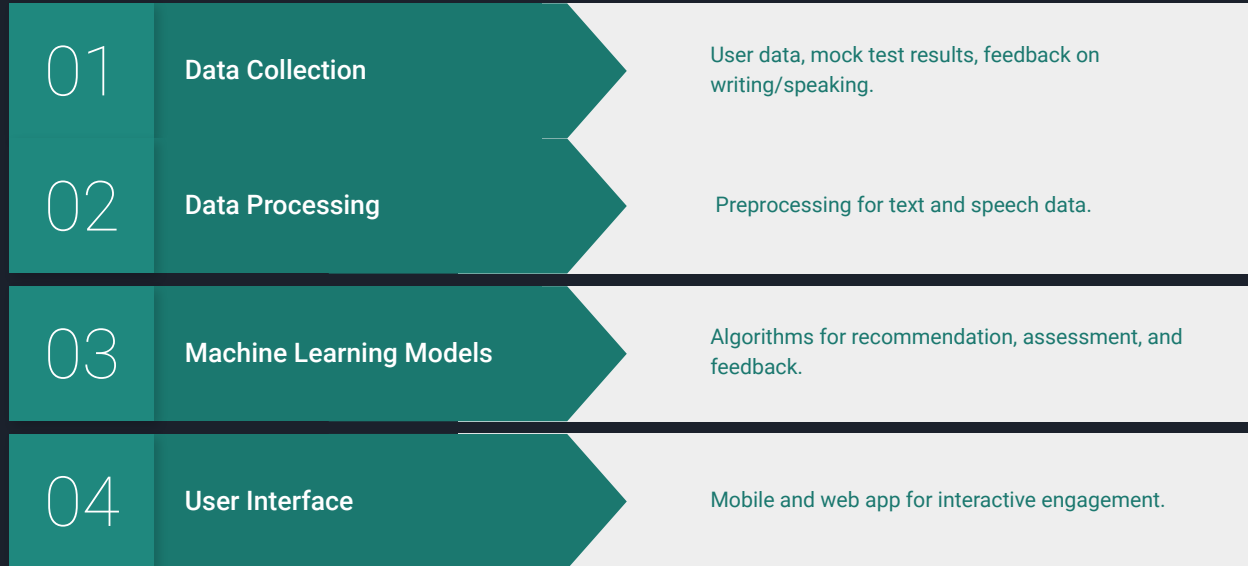 01
Data Collection
User data, mock test results, feedback on
writing/speaking.
02
Data Processing
Preprocessing for text and speech data.
03
Machine Learning Models
Algorithms for recommendation, assessment, and
feedback.
04
User Interface
Mobile and web app for interactive engagement.